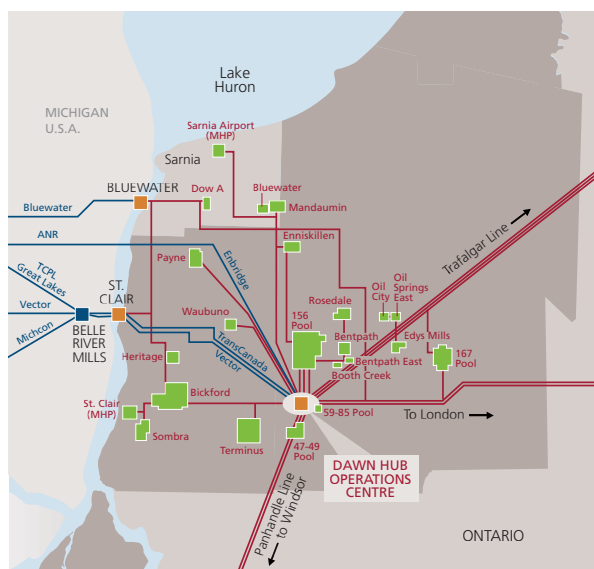 Lake
Huron
MICHIGAN
U.S.A.
Sarnia Airport
(MHP)
Sarnia
BLUEWATER
Dow A
Bluewater
Mandaumin
Bluewater
ANR
Enbridge
Enniskillen
Payne
TCPL
Great Lakes
Vector
Michcon
ST.
CLAIR
BELLE
RIVER
MILLS
Waubuno
TransCanada
Vector
156
Pool
Rosedale
Oil
City
Oil
Springs
East
Trafalgar Line
Bentpath
Edys Mills
Bentpath East
Booth Creek
167
Pool
Heritage
Bickford
St. Clair
(MHP)
Sombra
Terminus
59-85 Pool
47-49
Pool
To London
DAWN HUB
OPERATIONS
CENTRE
Panhandle Line
to Windsor
ONTARIO